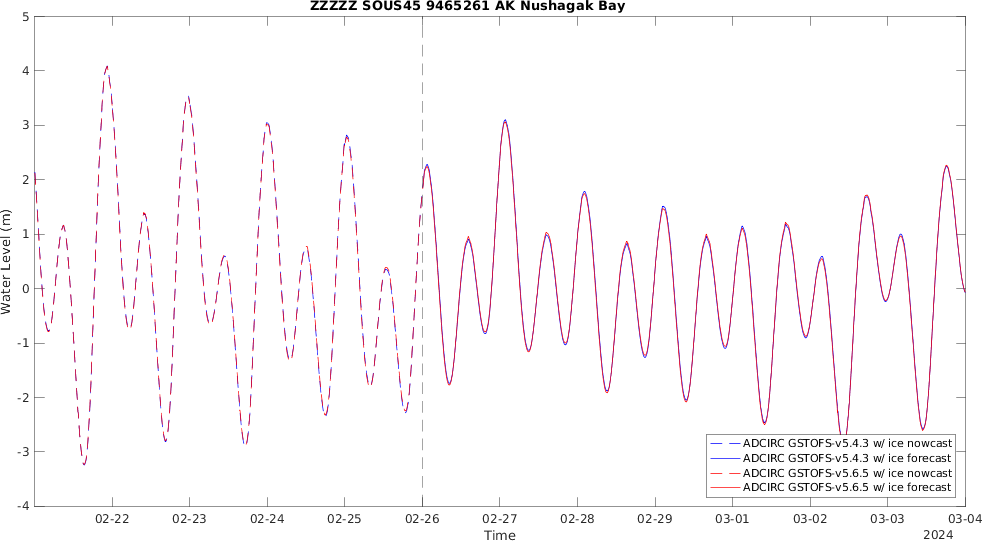 ZZZZZ SOUS45 9465261 AK Nushagak Bay
5
4
3
2
1
0
-1
-2
-3
-4
Water Level (m)
ADCIRC GSTOFS-v5.4.3 w/ ice nowcast
ADCIRC GSTOFS-v5.4.3 w/ ice forecast
ADCIRC GSTOFS-v5.6.5 w/ ice nowcast
ADCIRC GSTOFS-v5.6.5 w/ ice forecast
02-22 02-23 02-24 02-25 02-26 02-27 02-28 02-29 03-01 03-02 03-03 03-04
Time
2024